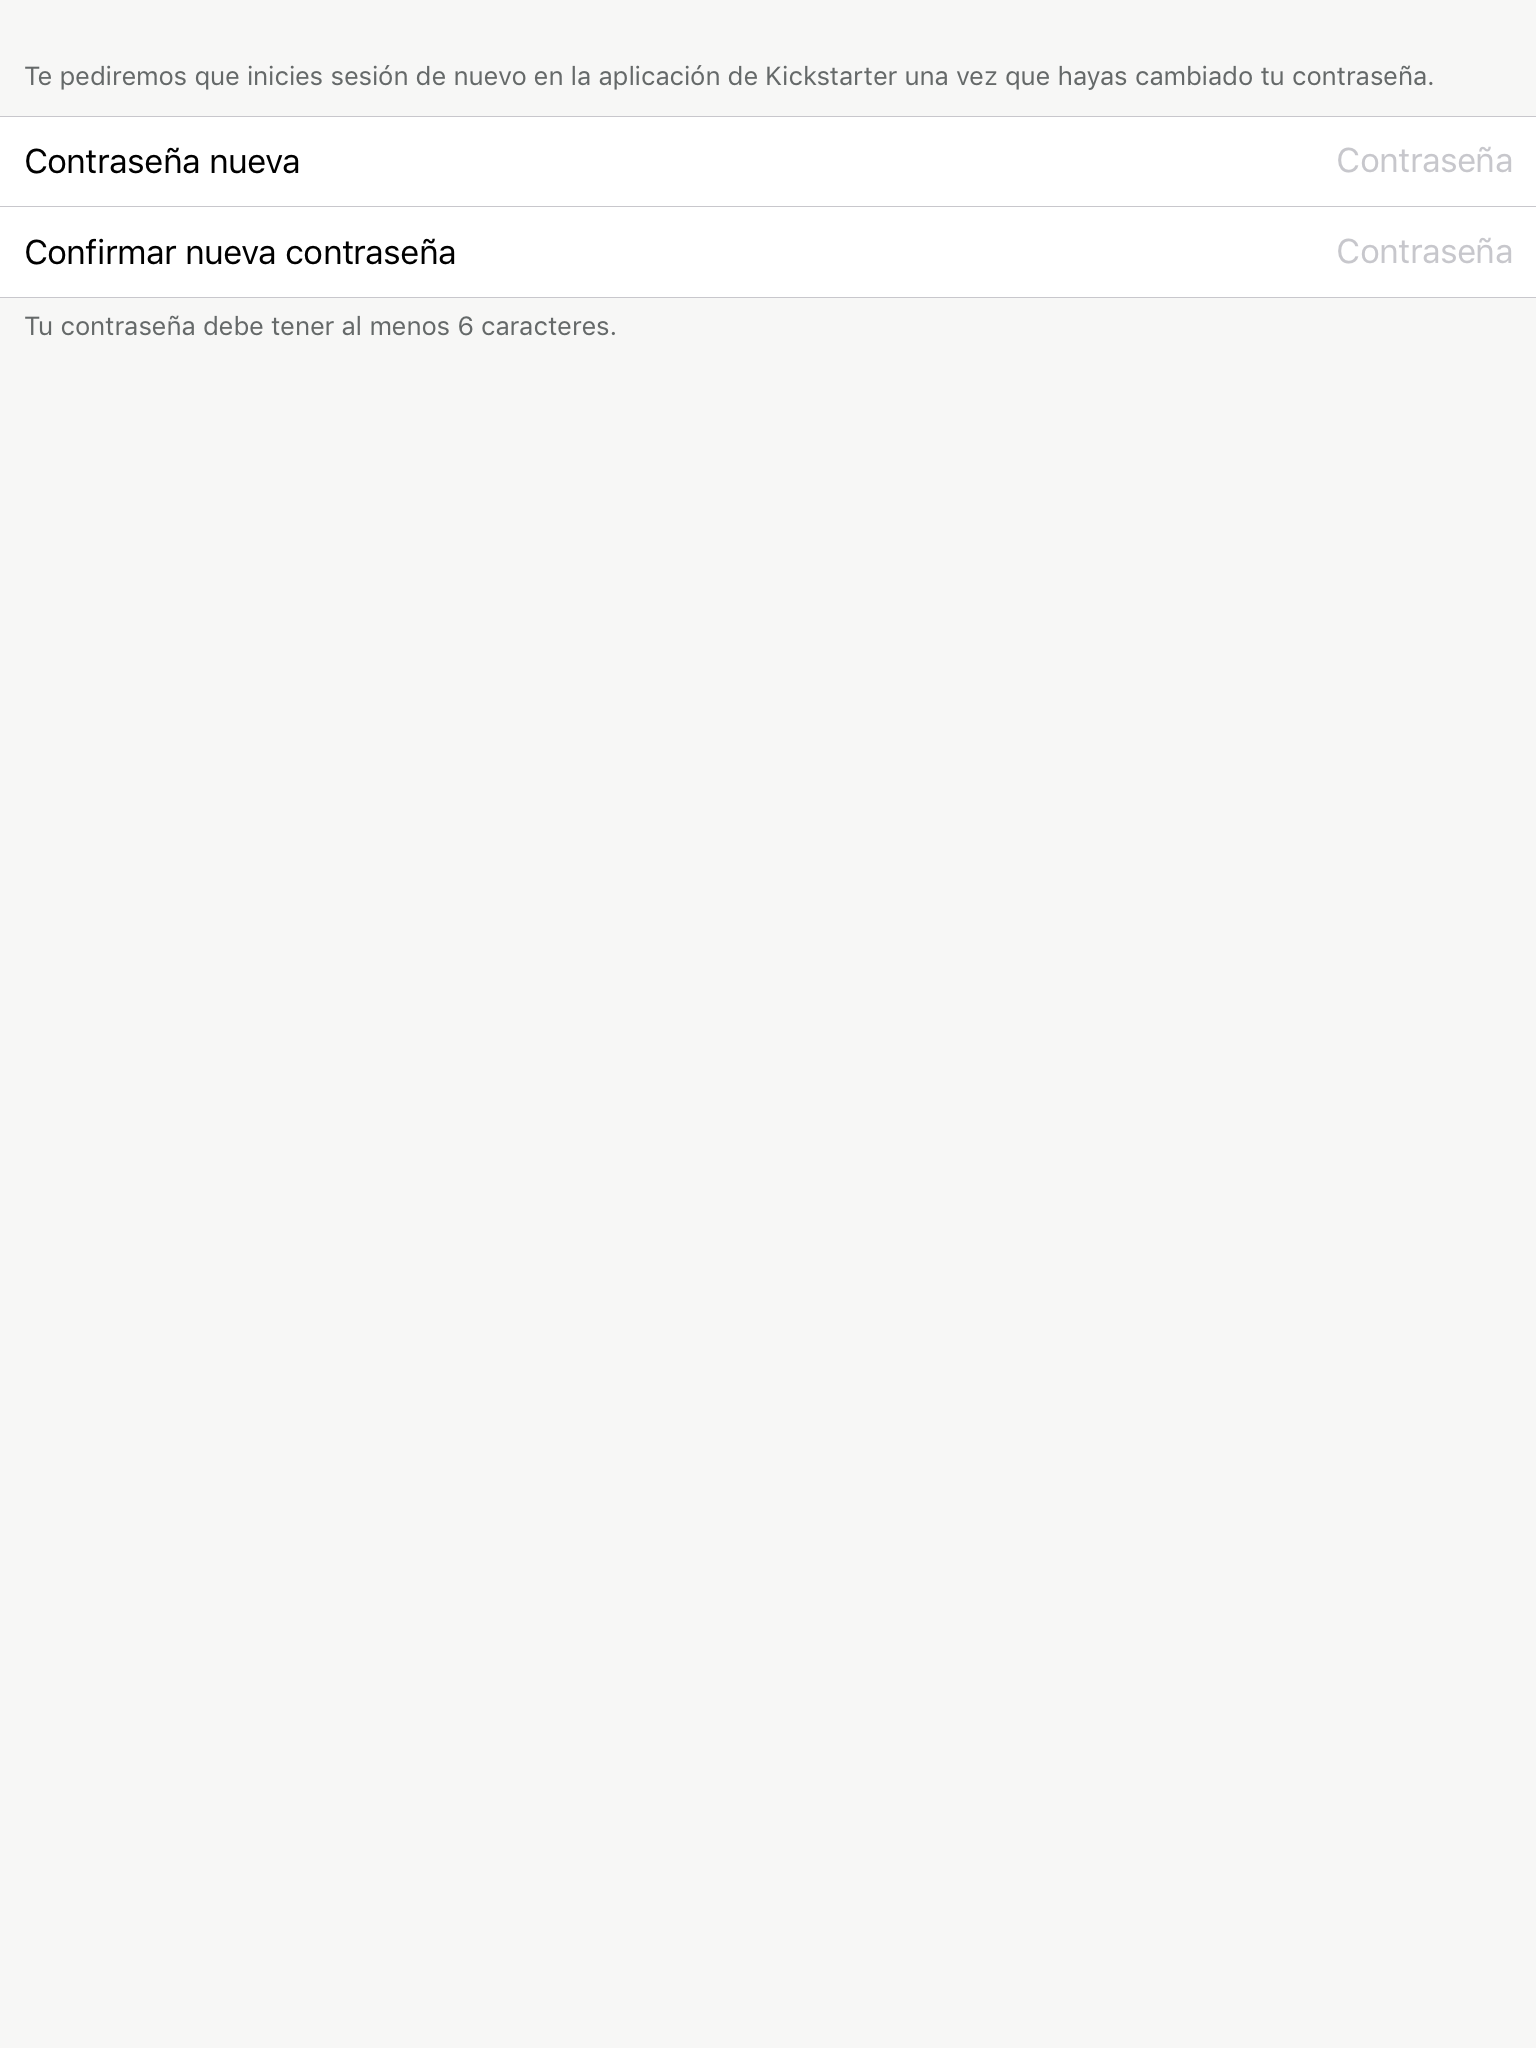 Te pediremos que inicies sesión de nuevo en la aplicación de Kickstarter una vez que hayas cambiado tu contraseña.
Contraseña nueva Contraseña
Confirmar nueva contraseña Contraseña
Tu contraseña debe tener al menos 6 caracteres.